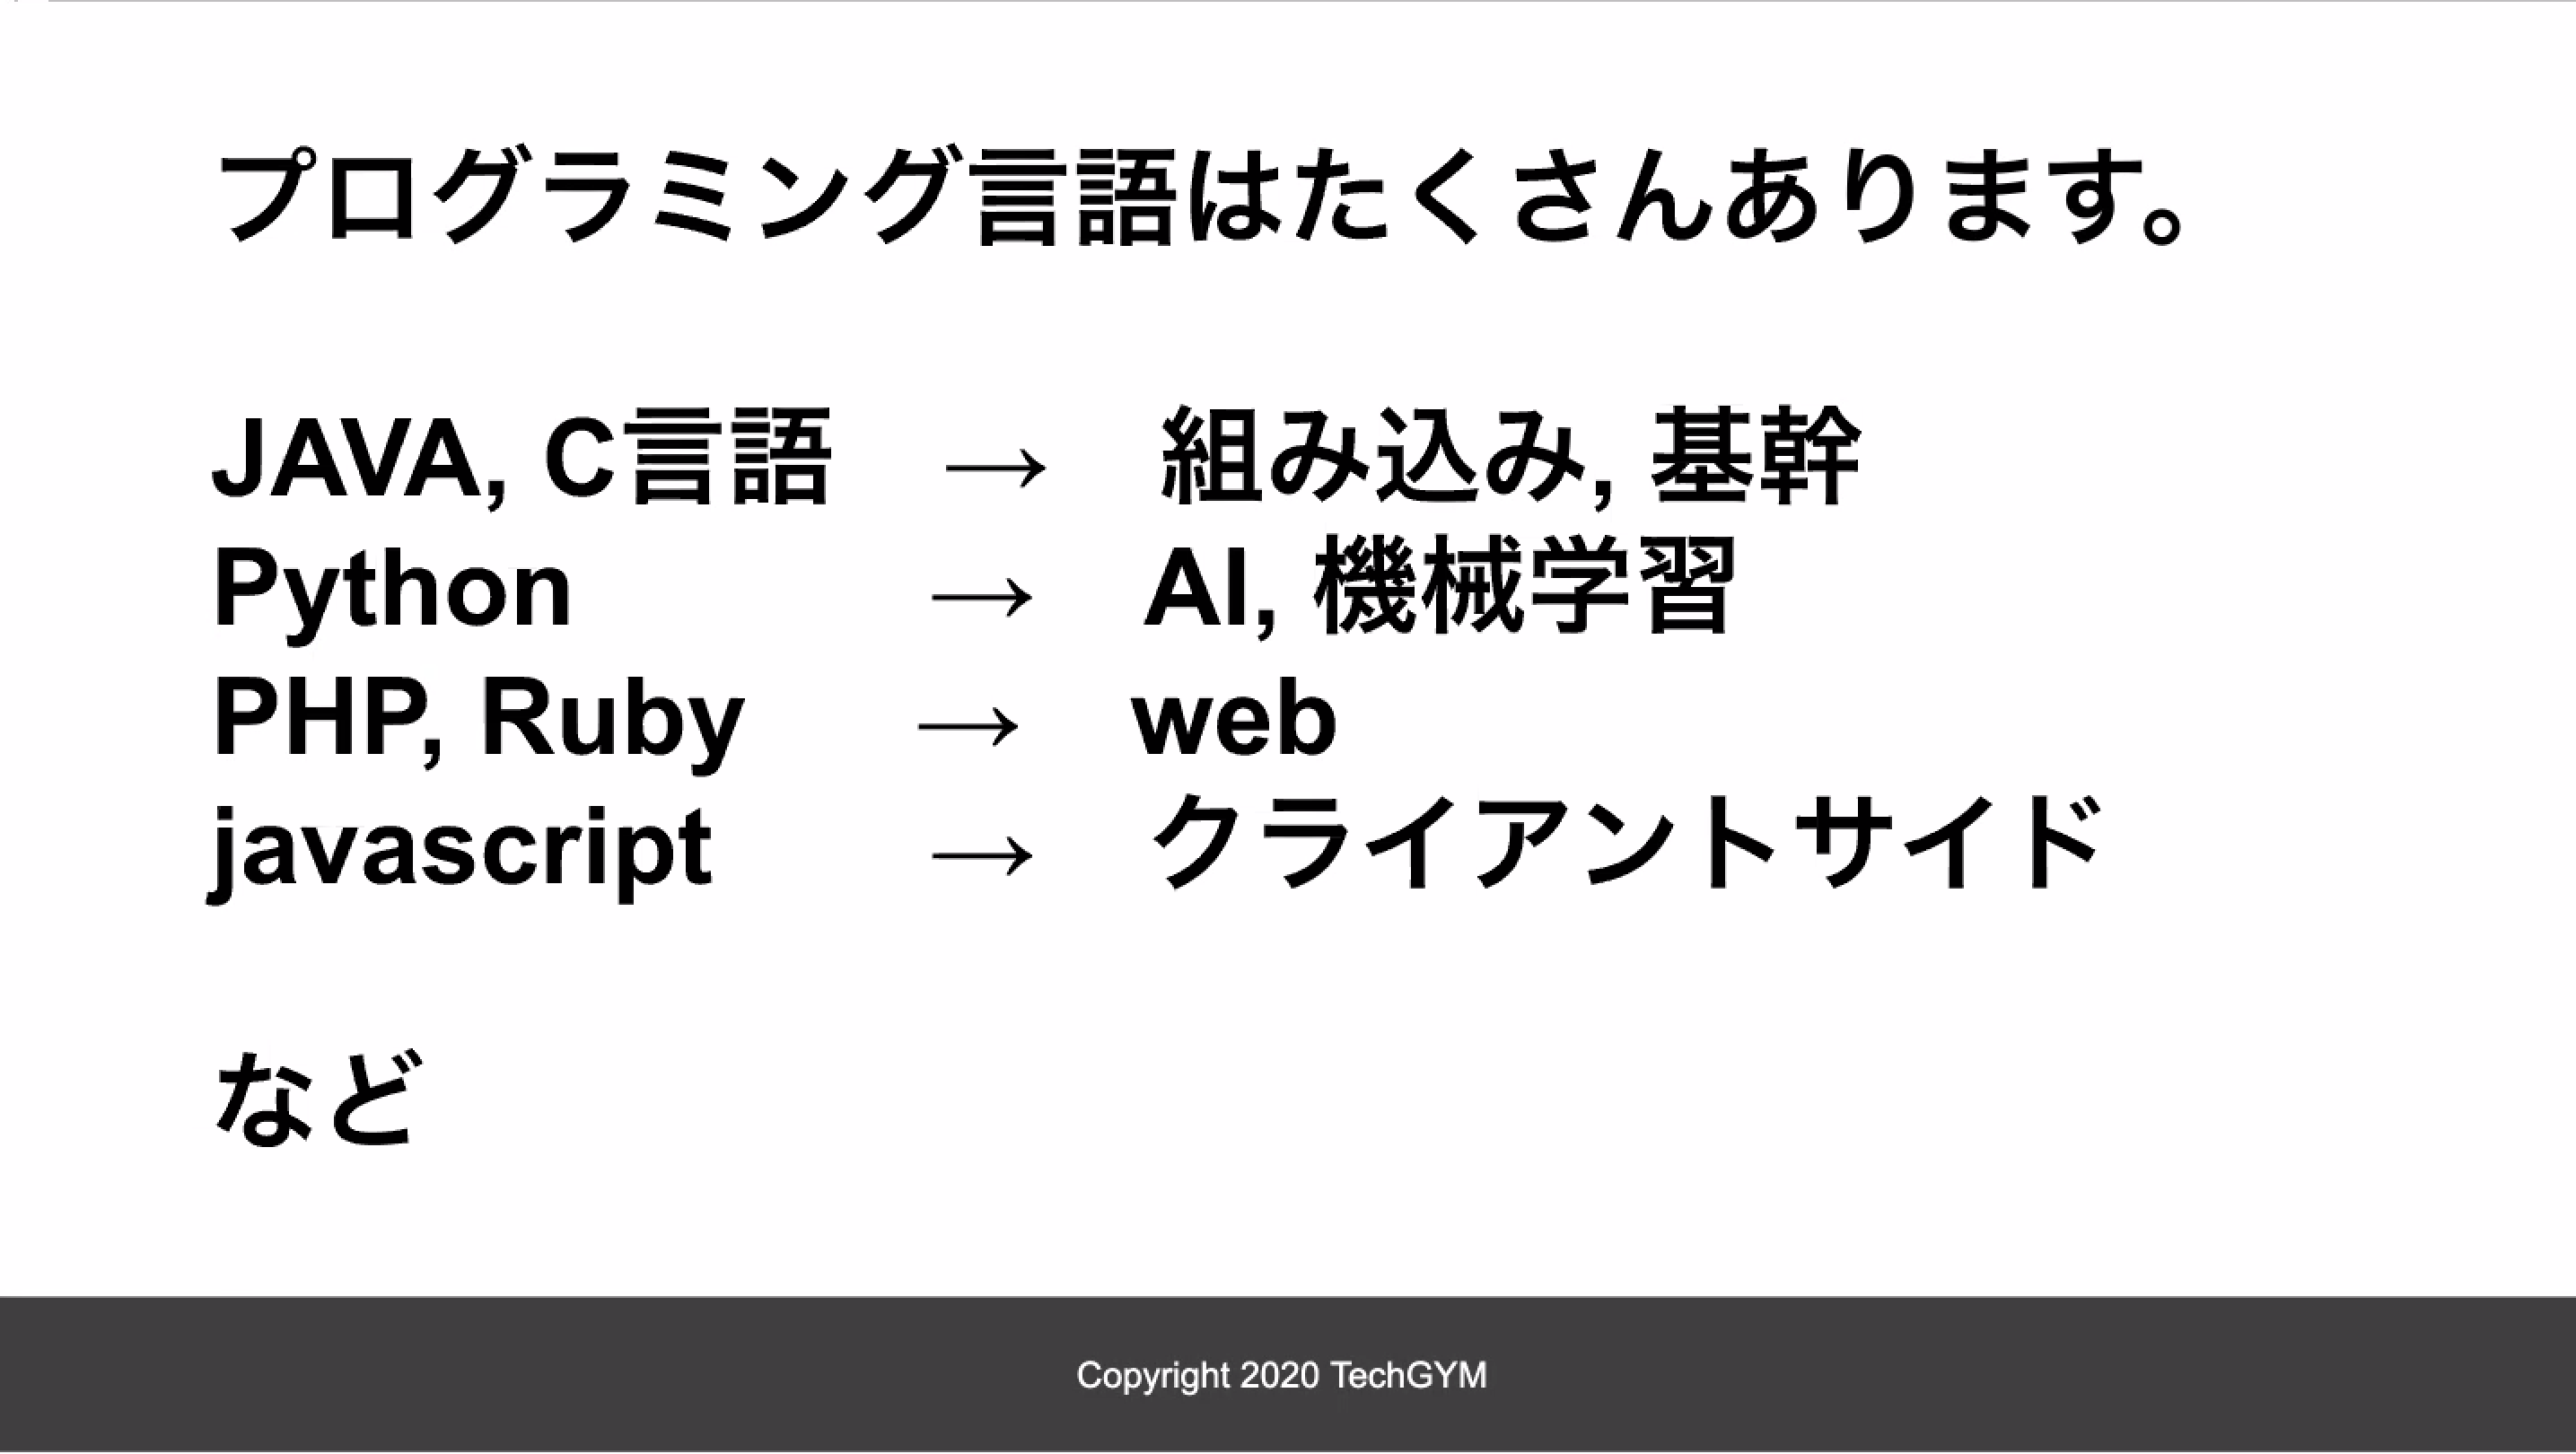 プログラミング言語はたくさんあります。
JAVA, C言語 → 組み込み, 基幹
Python → AI, 機械学習
PHP, Ruby → web
javascript → クライアントサイド
など
Copyright 2020 TechGYM